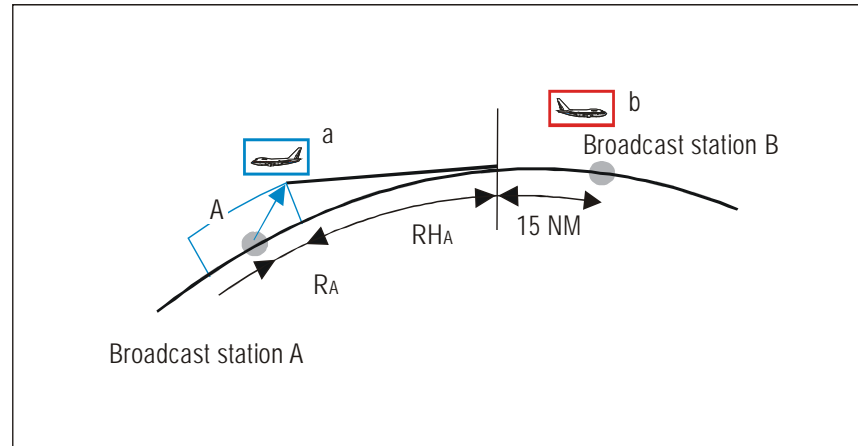 b
a
Broadcast station B
A
15 NM
RHA
RA
Broadcast station A